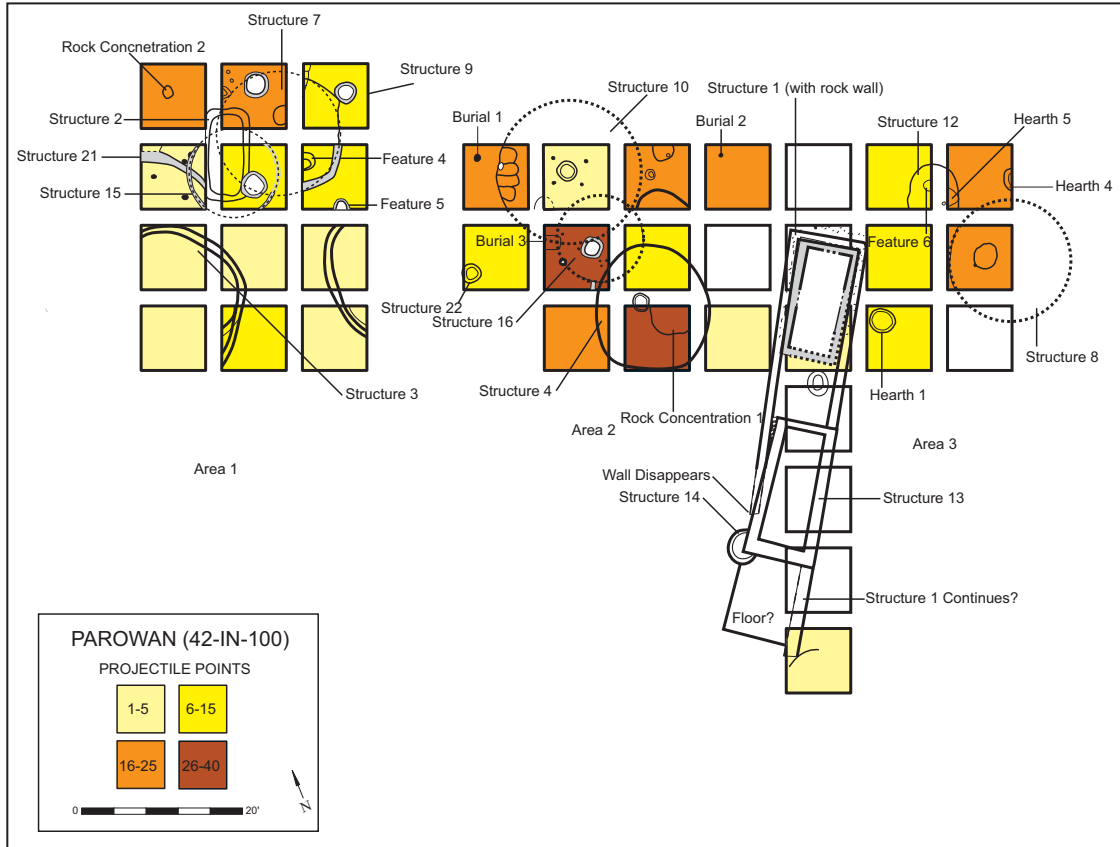 Structure 7
Rock Concnetration 2
Structure 9
Structure 10
Structure 1 (with rock wall)
Structure 2
Burial 1
Burial 2
Structure 12
Hearth 5
Structure 21
Feature 4
Structure 15
Feature 5
Hearth 4
Burial 3
Feature 6
Structure 22
Structure 16
Structure 8
Structure 3
Structure 4
Hearth 1
Rock Concentration 1
Area 2
Area 3
Area 1
Wall Disappears
Structure 14
Structure 13
Structure 1 Continues?
Floor?
PAROWAN (42-IN-100)
PROJECTILE POINTS
1-5
6-15
16-25
26-40
N
0 20'